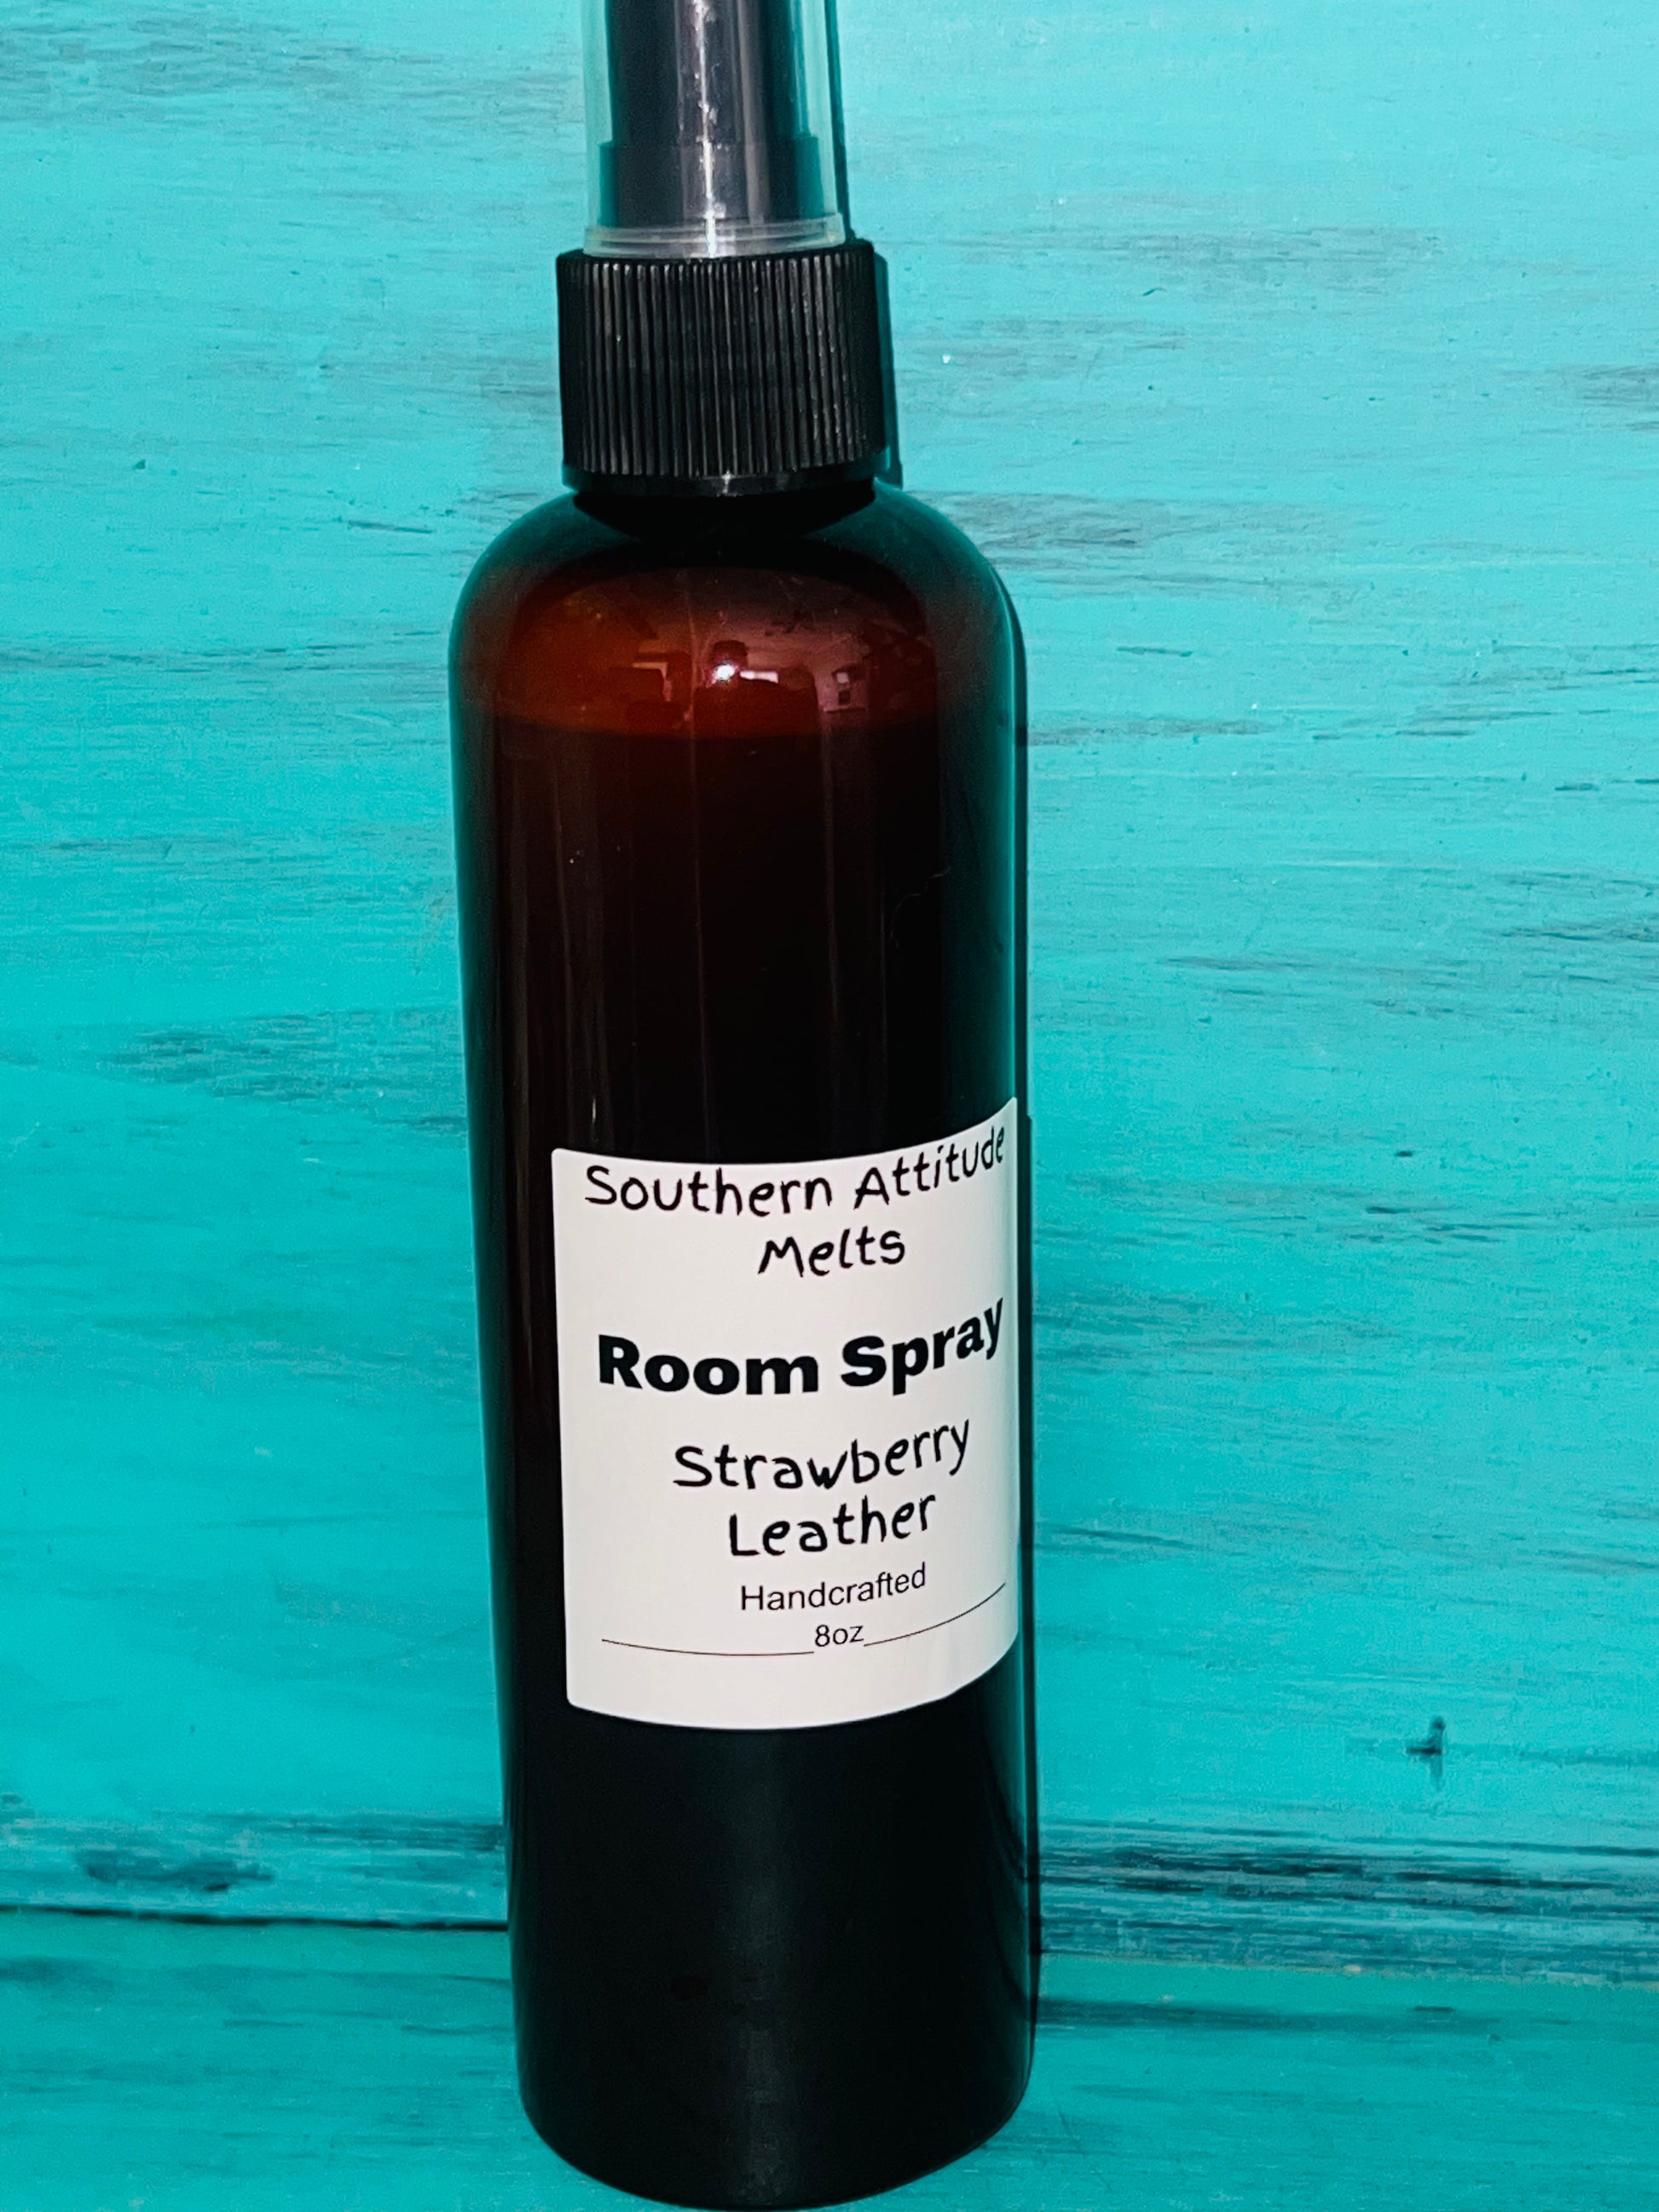 Southern Attitude
Melts
Room Spray
Strawberry
Leather
Handcrafted
8oz